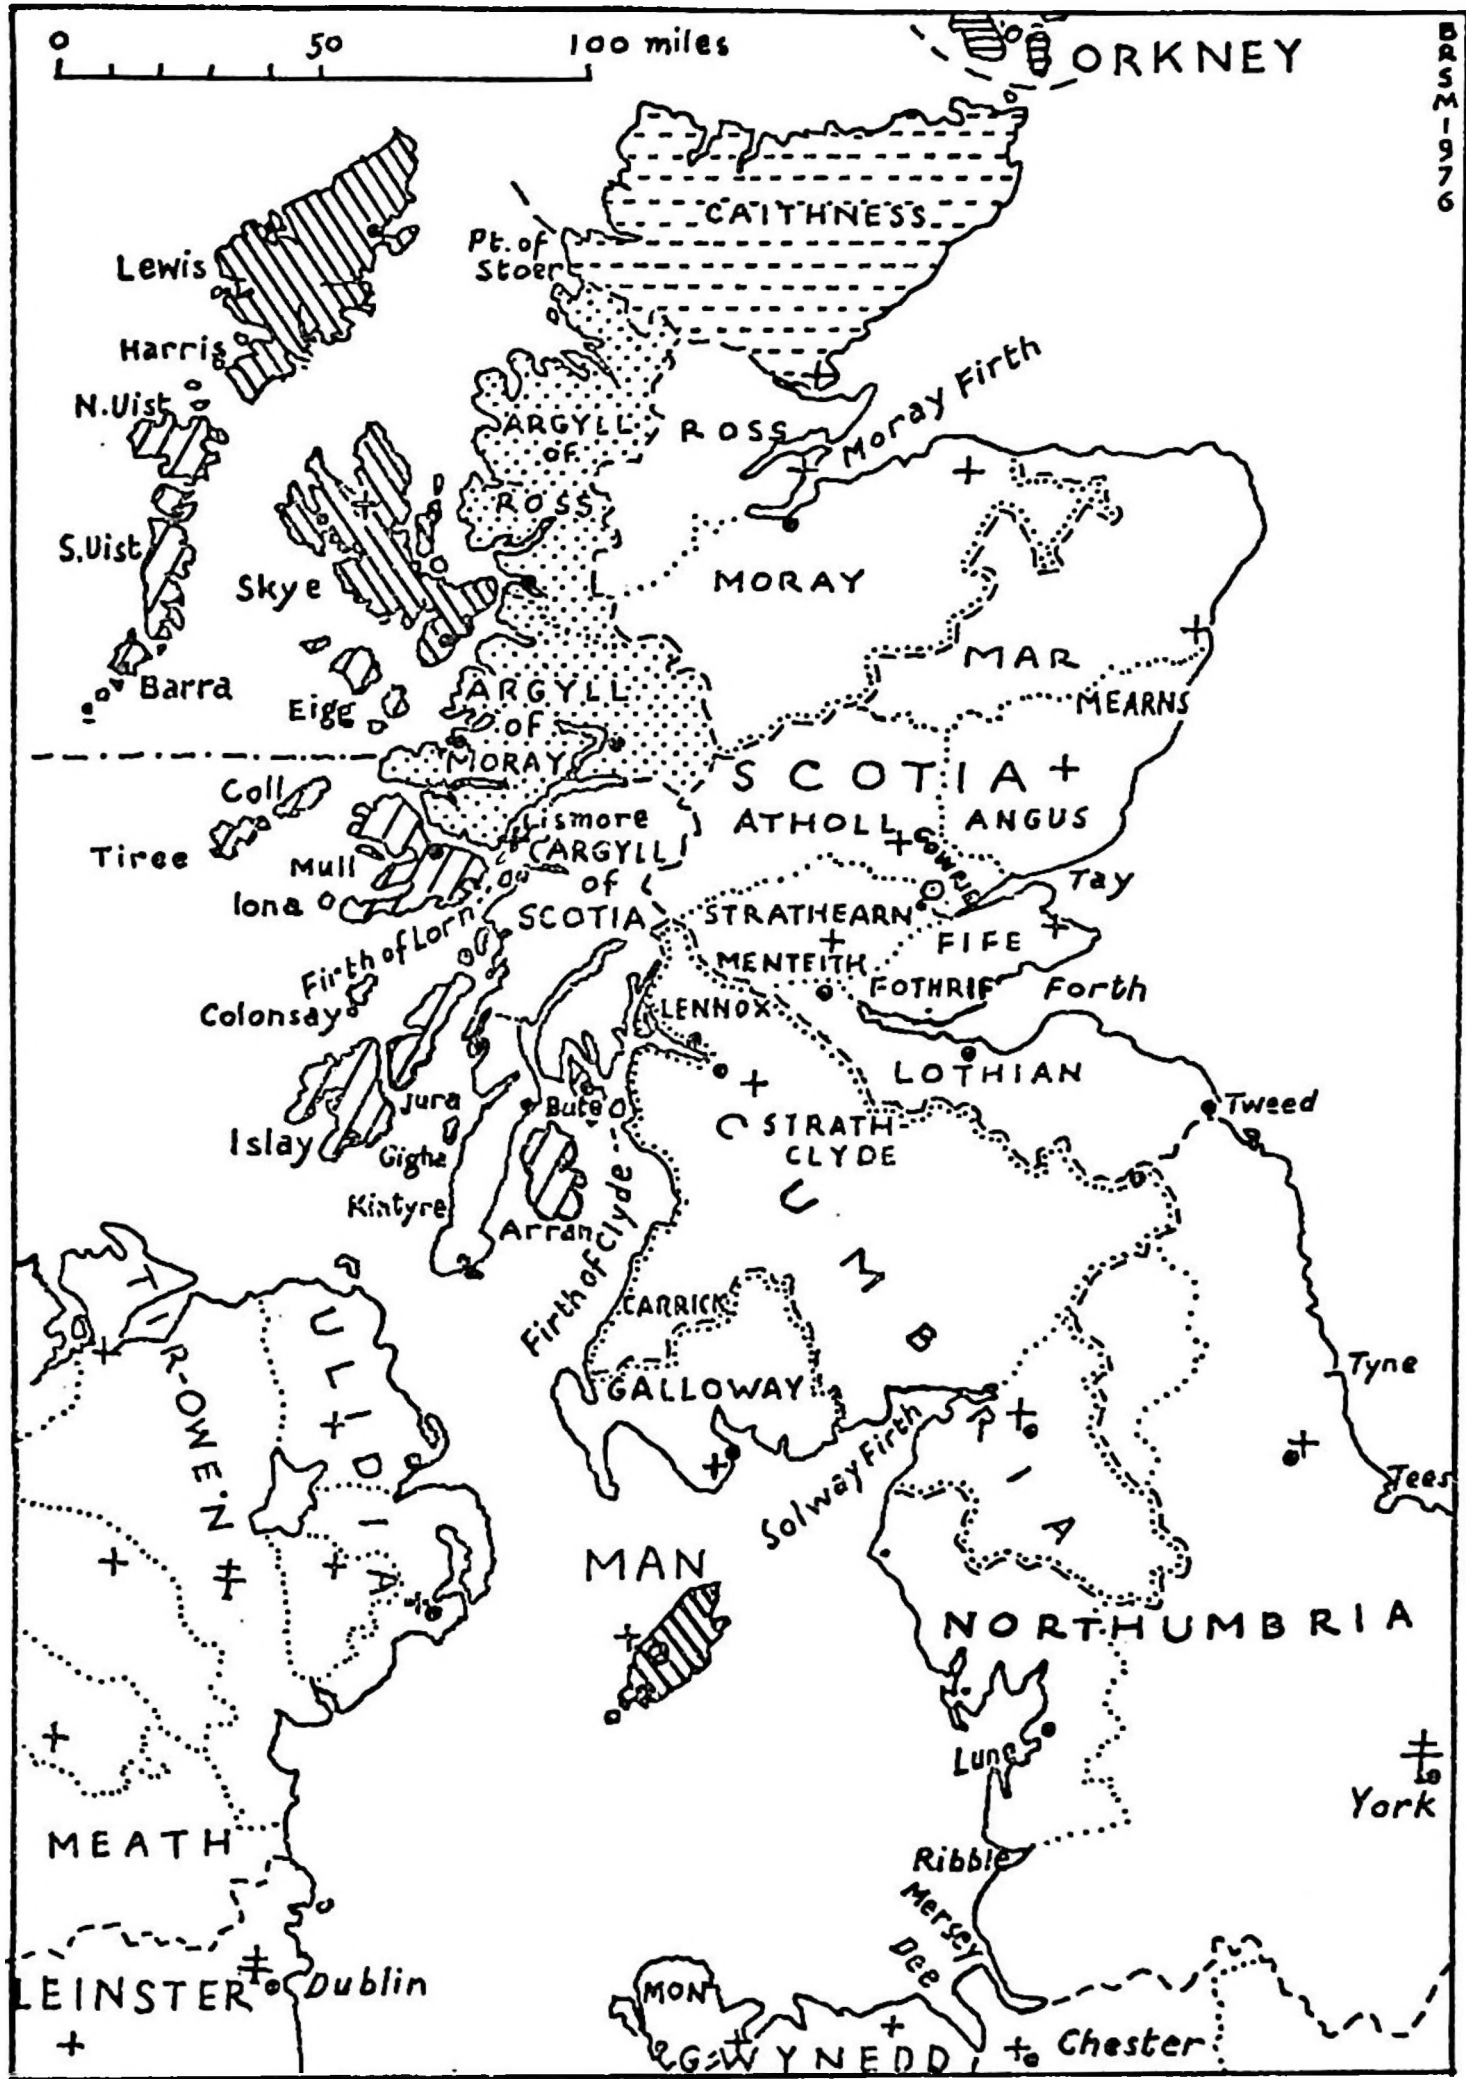 0 50 100 miles
ORKNEY
BRSM 1976
CAITHNESS
Pt. of
Stoer
Lewis
Harris
N.Uist
Moray Firth
ARGYLL
OF
ROSS
ROSS
S.Uist
Skye
MORAY
MAR
Barra
Eige
ARGYLL
OF
MORAY
MEARNS
SCOTIA
Coll
Tiree
Mull
Iona
Lismore
ARGYLL
of
SCOTIA
ATHOLL
ANGUS
Gowrie
Tay
STRATHEARN
FIFE
Firth of Lorn
MENTEITH
FOTHRIF
Forth
Colonsay
LENNOX
LOTHIAN
Jura
Bute
Tweed
Islay
Gigha
STRATH
CLYDE
Kintyre
Arran
Firth of Clyde
CUMBRIA
CARRICK
GALLOWAY
Tyne
TIR-OWEN
ULIDIA
Solway Firth
Tees
MAN
NORTHUMBRIA
Lune
York
MEATH
Ribble
Mersey
Dee
LEINSTER
Dublin
MON
GWYNEDD
Chester